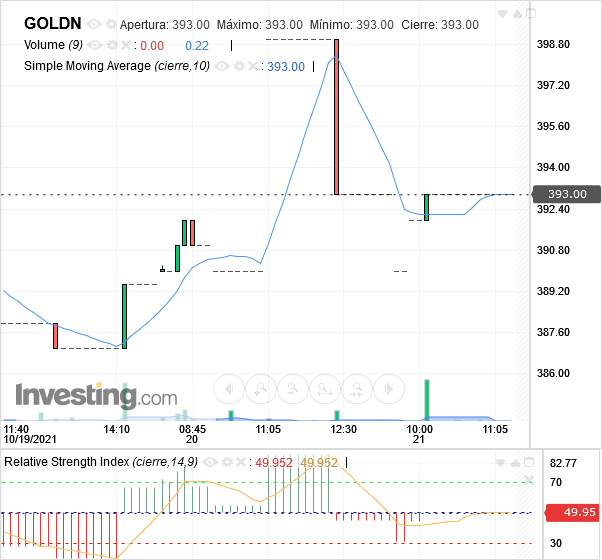 GOLDN Apertura: 393.00 Máximo: 393.00 Mínimo: 393.00 Cierre: 393.00
Volume (9) : 0.00 0.22
Simple Moving Average (cierre,10) : 393.00
398.80
397.20
395.60
394.00
393.00
392.40
390.80
389.20
387.60
386.00
Investing.com
11:40 14:10 08:45 11:05 12:30 10:00 11:05
10/19/2021 20 21
Relative Strength Index (cierre,14,9) : 49.952 49.952
82.77
70
49.95
30